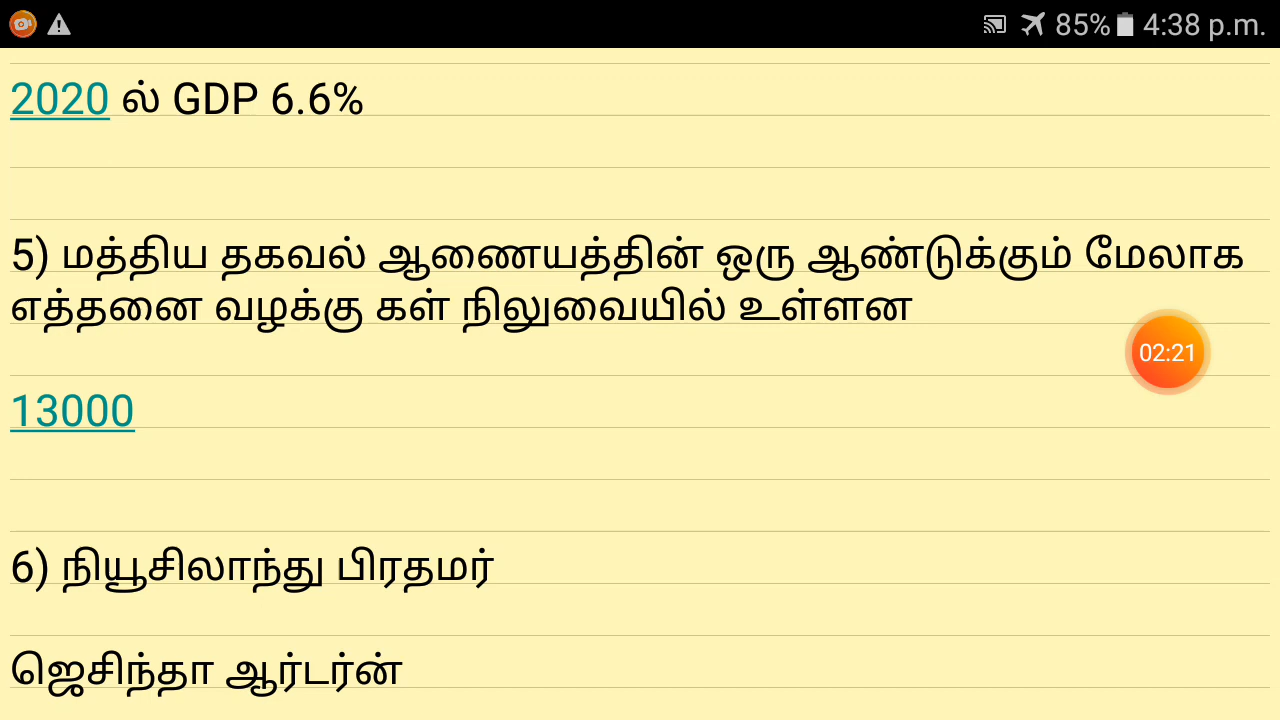 85% 4:38 p.m.
2020 ல் GDP 6.6%
5) மத்திய தகவல் ஆணையத்தின் ஒரு ஆண்டுக்கும் மேலாக
எத்தனை வழக்கு கள் நிலுவையில் உள்ளன
02:21
13000
6) நியூசிலாந்து பிரதமர்
ஜெசிந்தா ஆர்டர்ன்